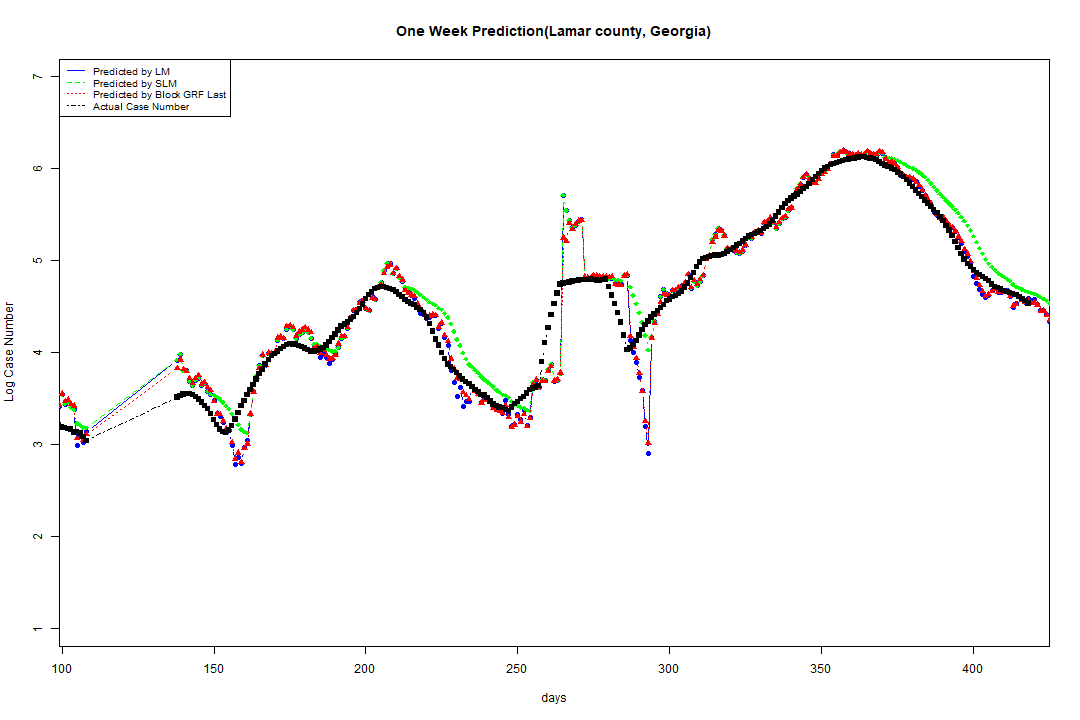 One Week Prediction(Lamar county, Georgia)
Predicted by LM
Predicted by SLM
Predicted by Block GRF Last
Actual Case Number
7
6
5
4
3
2
1
Log Case Number
100 150 200 250 300 350 400
days